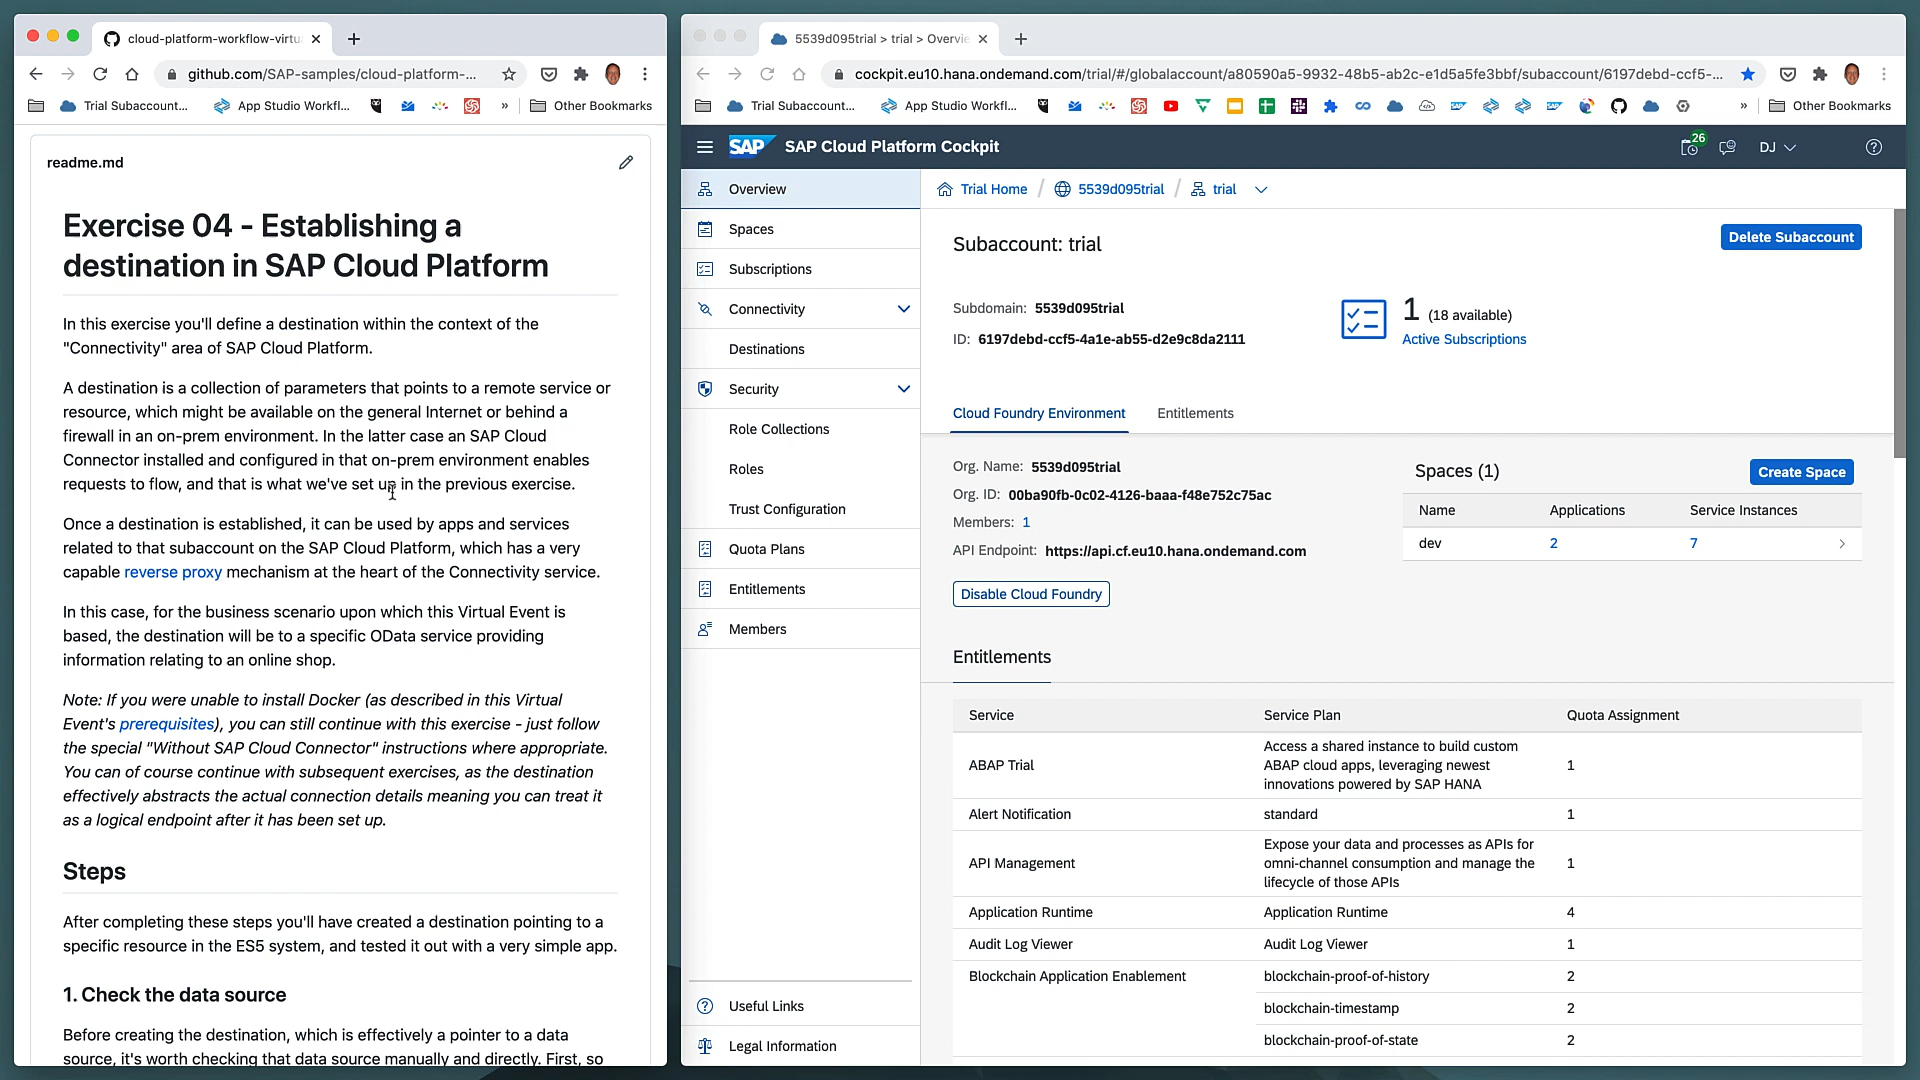 cloud-platform-workflow-virtu
github.com/SAP-samples/cloud-platform-...
Trial Subaccount...
App Studio Workfl...
»
Other Bookmarks
readme.md
Exercise 04 - Establishing a
destination in SAP Cloud Platform
In this exercise you'll define a destination within the context of the
"Connectivity" area of SAP Cloud Platform.
A destination is a collection of parameters that points to a remote service or
resource, which might be available on the general Internet or behind a
firewall in an on-prem environment. In the latter case an SAP Cloud
Connector installed and configured in that on-prem environment enables
requests to flow, and that is what we've set up in the previous exercise.
Once a destination is established, it can be used by apps and services
related to that subaccount on the SAP Cloud Platform, which has a very
capable reverse proxy mechanism at the heart of the Connectivity service.
In this case, for the business scenario upon which this Virtual Event is
based, the destination will be to a specific OData service providing
information relating to an online shop.
Note: If you were unable to install Docker (as described in this Virtual
Event's prerequisites), you can still continue with this exercise - just follow
the special "Without SAP Cloud Connector" instructions where appropriate.
You can of course continue with subsequent exercises, as the destination
effectively abstracts the actual connection details meaning you can treat it
as a logical endpoint after it has been set up.
Steps
After completing these steps you'll have created a destination pointing to a
specific resource in the ES5 system, and tested it out with a very simple app.
1. Check the data source
Before creating the destination, which is effectively a pointer to a data
source, it's worth checking that data source manually and directly. First, so
5539d095trial > trial > Overvie
cockpit.eu10.hana.ondemand.com/trial/#/globalaccount/a80590a5-9932-48b5-ab2c-e1d5a5fe3bbf/subaccount/6197debd-ccf5-...
Trial Subaccount...
App Studio Workfl...
»
Other Bookmarks
SAP
SAP Cloud Platform Cockpit
26
DJ
Overview
Spaces
Subscriptions
Connectivity
Destinations
Security
Role Collections
Roles
Trust Configuration
Quota Plans
Entitlements
Members
Useful Links
Legal Information
Trial Home / 5539d095trial / trial
Subaccount: trial
Delete Subaccount
Subdomain: 5539d095trial
ID: 6197debd-ccf5-4a1e-ab55-d2e9c8da2111
1 (18 available)
Active Subscriptions
Cloud Foundry Environment
Entitlements
Org. Name: 5539d095trial
Org. ID: 00ba90fb-0c02-4126-baaa-f48e752c75ac
Members: 1
API Endpoint: https://api.cf.eu10.hana.ondemand.com
Disable Cloud Foundry
Spaces (1)
Create Space
Name Applications Service Instances
dev 2 7
Entitlements
Service Service Plan Quota Assignment
ABAP Trial
Access a shared instance to build custom
ABAP cloud apps, leveraging newest
innovations powered by SAP HANA
1
Alert Notification standard 1
API Management
Expose your data and processes as APIs for
omni-channel consumption and manage the
lifecycle of those APIs
1
Application Runtime Application Runtime 4
Audit Log Viewer Audit Log Viewer 1
Blockchain Application Enablement blockchain-proof-of-history 2
blockchain-timestamp 2
blockchain-proof-of-state 2